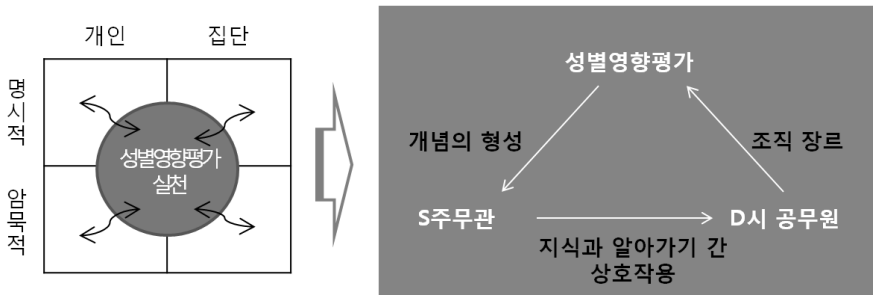 개인
집단
명시적
암묵적
성별영향평가
실천
성별영향평가
개념의 형성
조직 장르
S주무관
D시 공무원
지식과 알아가기 간
상호작용